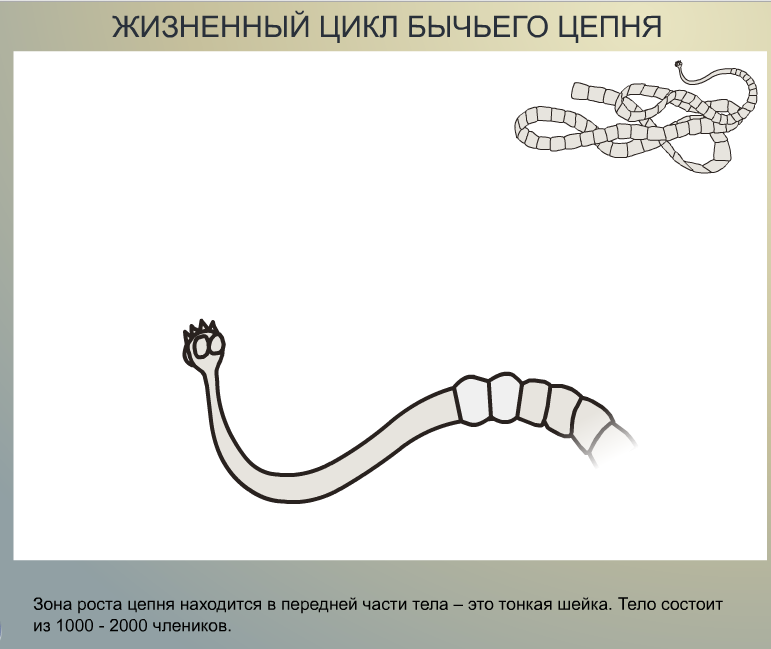 ЖИЗНЕННЫЙ ЦИКЛ БЫЧЬЕГО ЦЕПНЯ
Зона роста цепня находится в передней части тела – это тонкая шейка. Тело состоит
из 1000 - 2000 члеников.